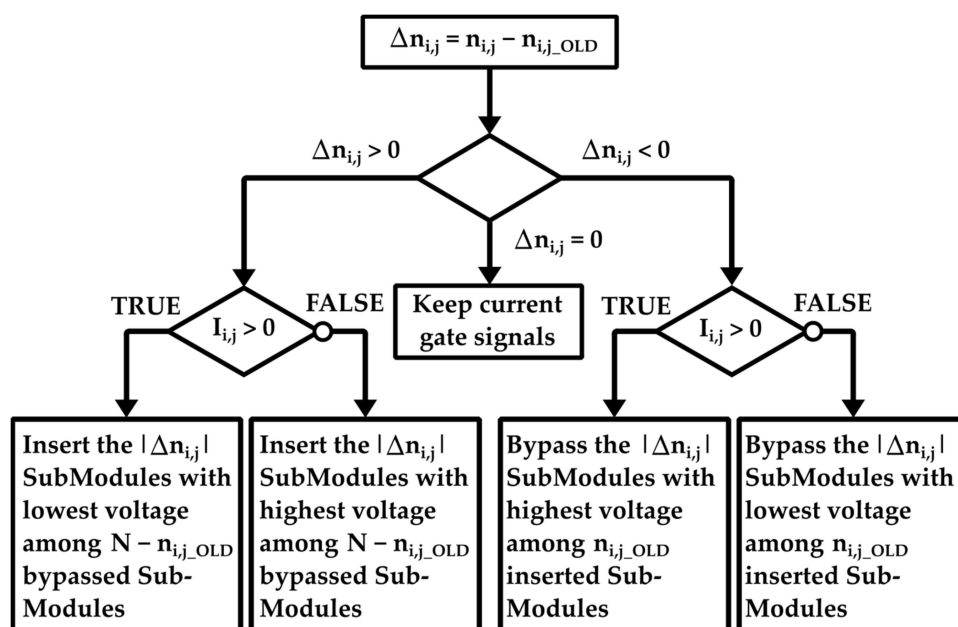 Δn_{i,j} = n_{i,j} − n_{i,j_OLD}
Δn_{i,j} > 0
Δn_{i,j} < 0
Δn_{i,j} = 0
TRUE
I_{i,j} > 0
FALSE
Keep current
gate signals
TRUE
I_{i,j} > 0
FALSE
Insert the |Δn_{i,j}|
SubModules with
lowest voltage
among N − n_{i,j_OLD}
bypassed Sub-
Modules
Insert the |Δn_{i,j}|
SubModules with
highest voltage
among N − n_{i,j_OLD}
bypassed Sub-
Modules
Bypass the |Δn_{i,j}|
SubModules with
highest voltage
among n_{i,j_OLD}
inserted Sub-
Modules
Bypass the |Δn_{i,j}|
SubModules with
lowest voltage
among n_{i,j_OLD}
inserted Sub-
Modules